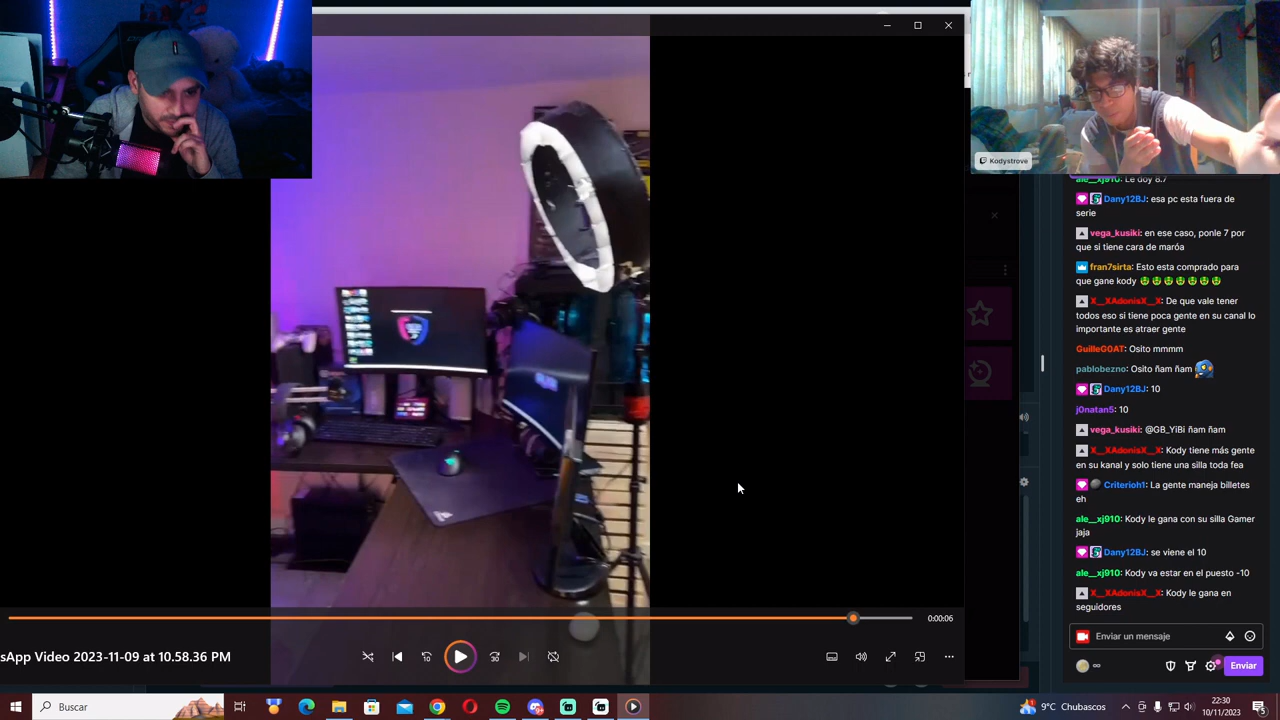 Kodystrove
ale__xj910: Le doy 8.7
Dany12BJ: esa pc esta fuera de
serie
vega_kusiki: en ese caso, ponle 7 por
que si tiene cara de maróa
fran7sirta: Esto esta comprado para
que gane kody
X__XAdonisX__X: De que vale tener
todos eso si tiene poca gente en su canal lo
importante es atraer gente
GuilleG0AT: Osito mmmm
pablobezno: Osito ñam ñam
Dany12BJ: 10
j0natan5: 10
vega_kusiki: @GB_YiBi ñam ñam
X__XAdonisX__X: Kody tiene más gente
en su kanal y solo tiene una silla toda fea
Criterioh1: La gente maneja billetes
eh
ale__xj910: Kody le gana con su silla Gamer
jaja
Dany12BJ: se viene el 10
ale__xj910: Kody va estar en el puesto -10
X__XAdonisX__X: Kody le gana en
seguidores
Enviar un mensaje
Enviar
0:00:06
sApp Video 2023-11-09 at 10.58.36 PM
10
30
Buscar
9°C Chubascos
22:30
10/11/2023